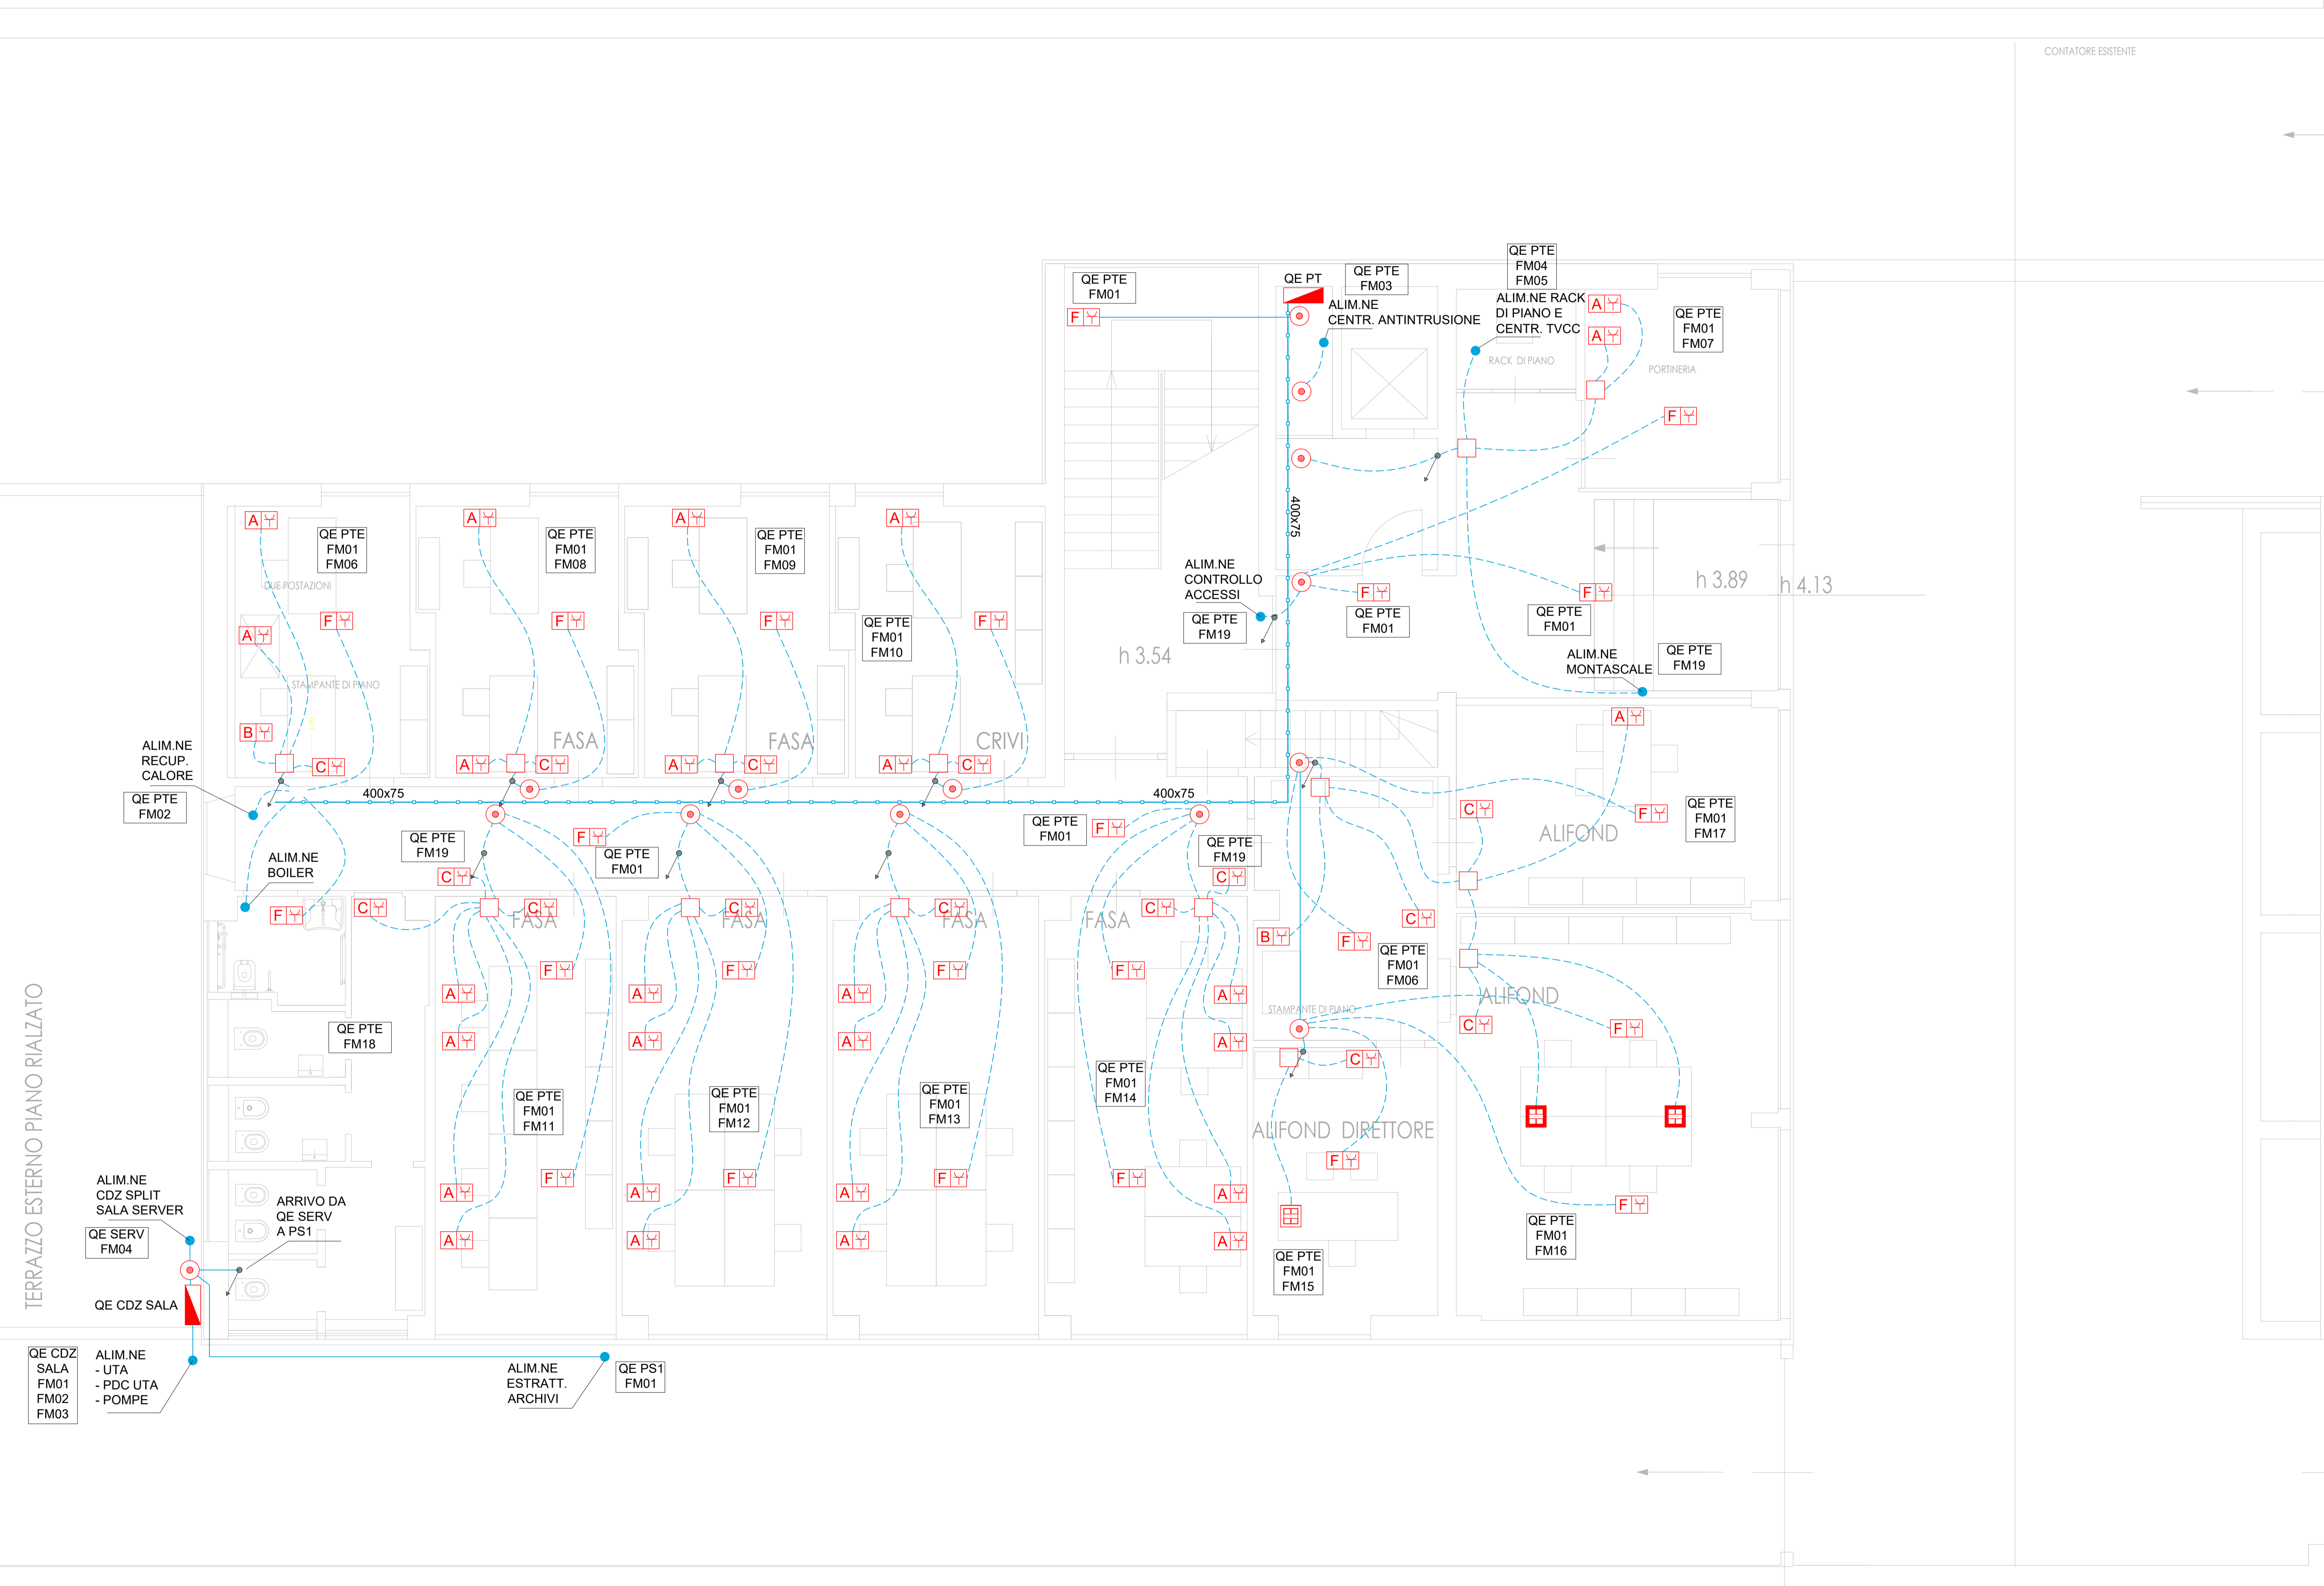 CONTATORE ESISTENTE
QE PTE
FM04
FM05
QE PTE
FM01
QE PT
QE PTE
FM03
ALIM.NE
CENTR. ANTINTRUSIONE
ALIM.NE RACK
DI PIANO E
CENTR. TVCC
F
A
A
QE PTE
FM01
FM07
RACK DI PIANO
PORTINERIA
F
400x75
A
A
A
A
QE PTE
FM01
FM06
QE PTE
FM01
FM08
QE PTE
FM01
FM09
DUE POSTAZIONI
ALIM.NE
CONTROLLO
ACCESSI
QE PTE
FM19
F
QE PTE
FM01
F
QE PTE
FM01
h 3.89
h 4.13
A
F
F
F
QE PTE
FM01
FM10
F
h 3.54
ALIM.NE
MONTASCALE
QE PTE
FM19
STAMPANTE DI PIANO
B
C
A
C
FASA
A
C
FASA
A
C
CRIVI
A
ALIM.NE
RECUP.
CALORE
QE PTE
FM02
400x75
400x75
QE PTE
FM19
F
QE PTE
FM01
QE PTE
FM01
F
QE PTE
FM19
C
F
QE PTE
FM01
FM17
ALIFOND
ALIM.NE
BOILER
C
C
F
C
C
FASA
C
FASA
C
FASA
FASA
C
C
B
F
QE PTE
FM01
FM06
STAMPANTE DI PIANO
ALIFOND
C
F
F
A
A
F
A
A
F
A
A
F
A
A
TERRAZZO ESTERNO PIANO RIALZATO
QE PTE
FM18
QE PTE
FM01
FM11
QE PTE
FM01
FM12
QE PTE
FM01
FM13
QE PTE
FM01
FM14
C
ALIFOND DIRETTORE
F
F
A
A
F
A
A
F
A
A
F
A
A
F
QE PTE
FM01
FM15
QE PTE
FM01
FM16
ALIM.NE
CDZ SPLIT
SALA SERVER
QE SERV
FM04
ARRIVO DA
QE SERV
A PS1
QE CDZ SALA
QE CDZ
SALA
FM01
FM02
FM03
ALIM.NE
- UTA
- PDC UTA
- POMPE
ALIM.NE
ESTRATT.
ARCHIVI
QE PS1
FM01